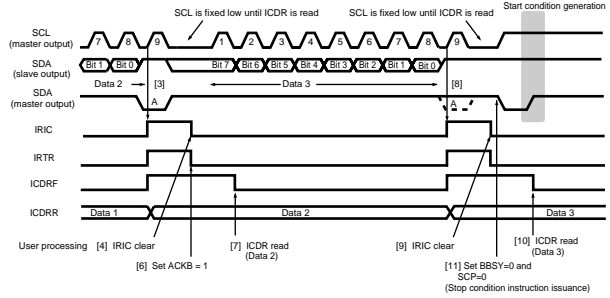 SCL is fixed low until ICDR is read
SCL is fixed low until ICDR is read
Start condition generation
SCL
(master output)
7 8 9 1 2 3 4 5 6 7 8 9
SDA
(slave output)
Bit 1 Bit 0 Bit 7 Bit 6 Bit 5 Bit 4 Bit 3 Bit 2 Bit 1 Bit 0
Data 2 [3] Data 3 [8]
SDA
(master output)
A A
IRIC
IRTR
ICDRF
ICDRR
Data 1 Data 2 Data 3
User processing
[4] IRIC clear
[6] Set ACKB = 1
[7] ICDR read
(Data 2)
[9] IRIC clear
[10] ICDR read
(Data 3)
[11] Set BBSY=0 and
SCP=0
(Stop condition instruction issuance)